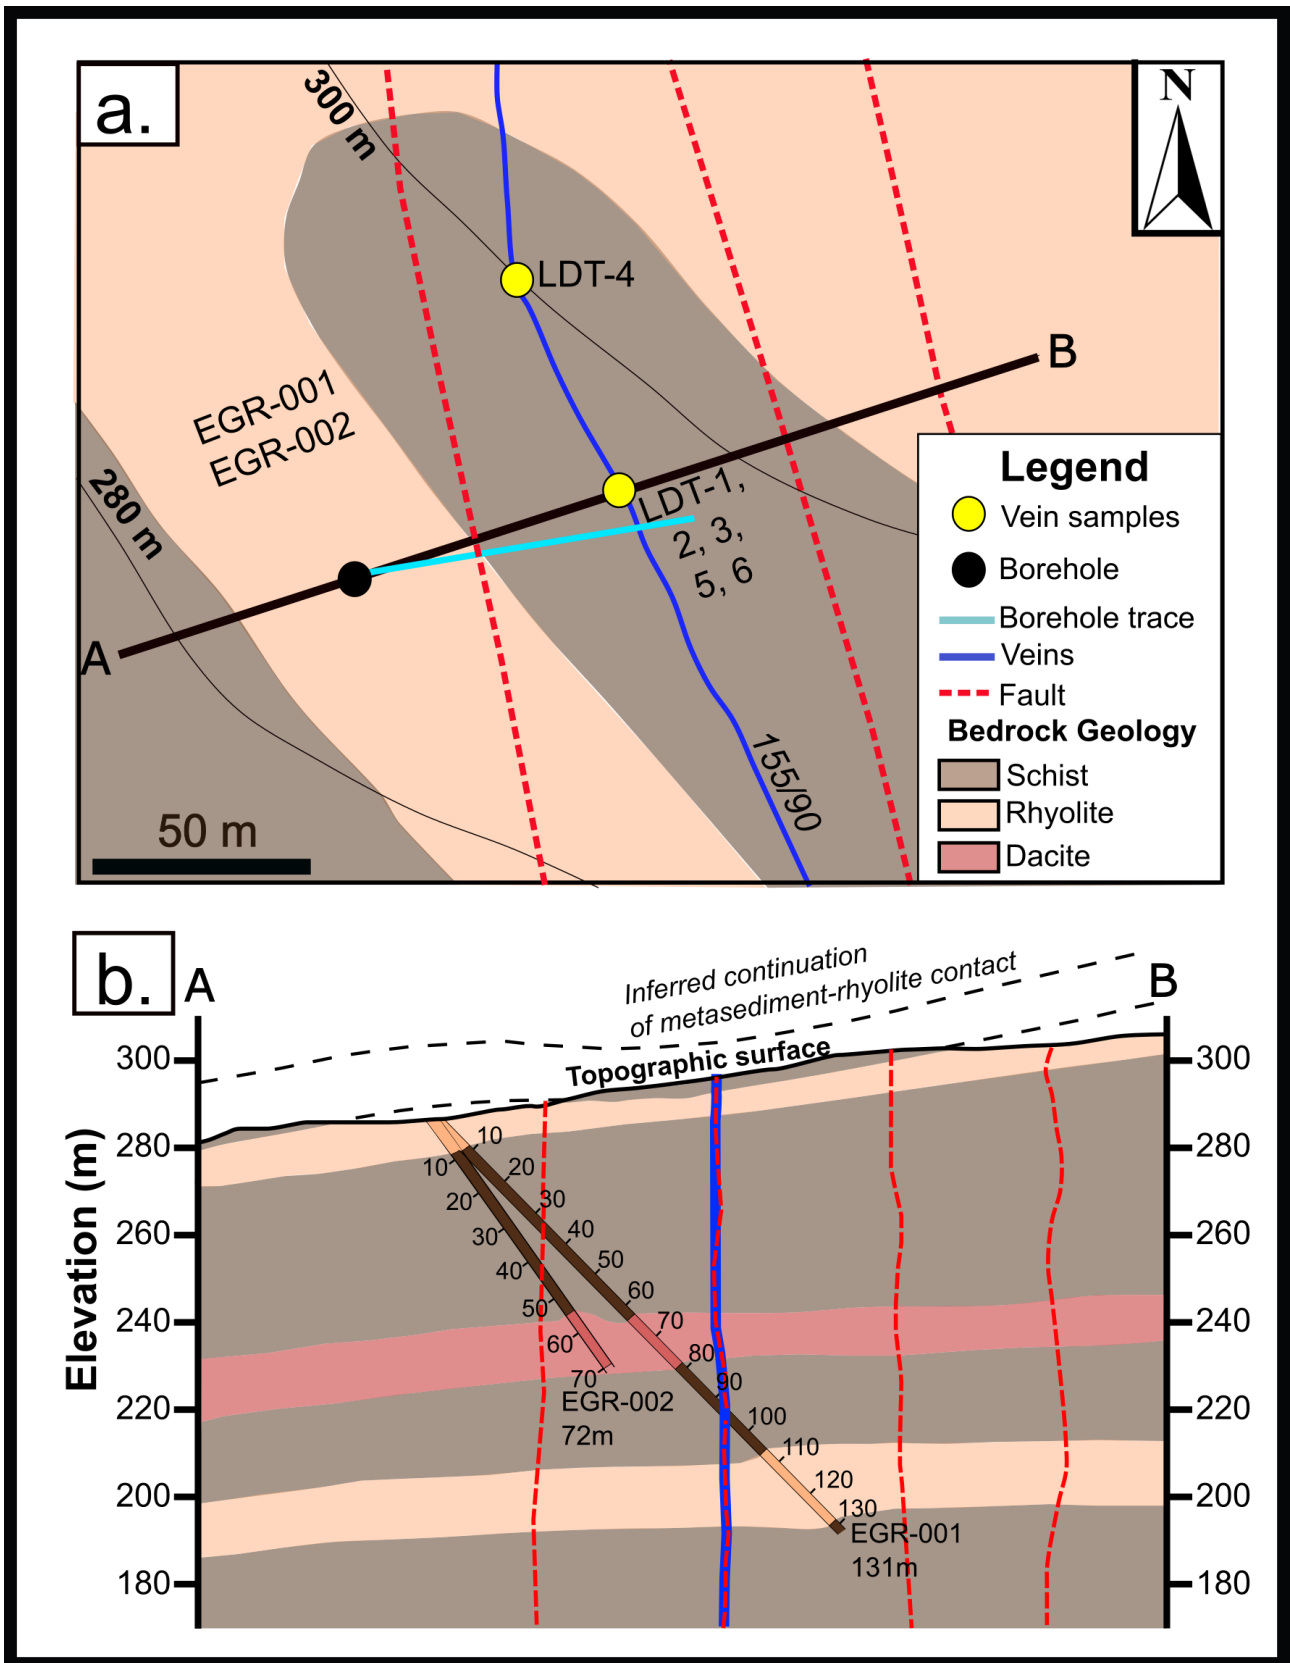 a.
N
300 m
LDT-4
B
EGR-001
EGR-002
280 m
LDT-1,
2, 3,
5, 6
A
155/90
50 m
Legend
Vein samples
Borehole
Borehole trace
Veins
Fault
Bedrock Geology
Schist
Rhyolite
Dacite
b.
A
B
Inferred continuation
of metasediment-rhyolite contact
Topographic surface
Elevation (m)
300
280
260
240
220
200
180
300
280
260
240
220
200
180
10
20
30
40
50
60
70
80
90
100
110
120
130
EGR-001
131m
10
20
30
40
50
60
70
EGR-002
72m